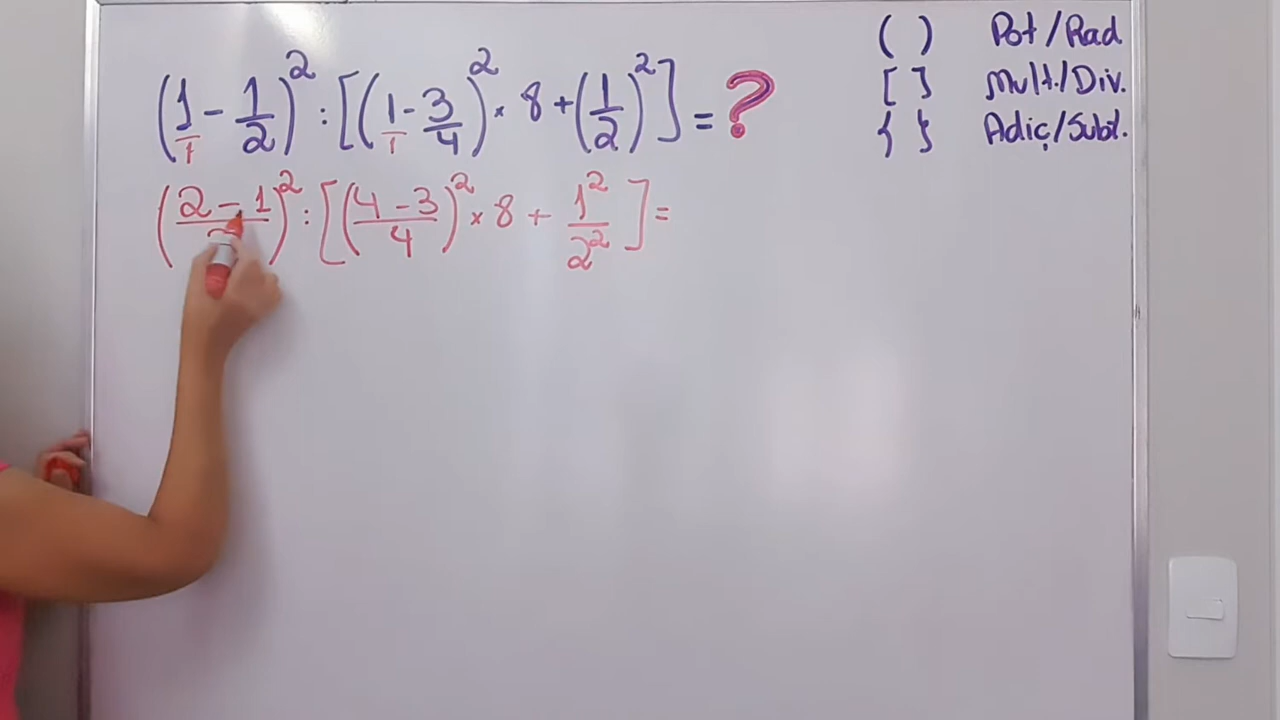 (1/1 - 1/2)² : [(1/1 - 3/4)² × 8 + (1/2)²] = ?
((2 - 1)/2)² : [((4 - 3)/4)² × 8 + 1²/2²] =
( ) Pot/Rad
[ ] Mult./Div.
{ } Adiç/Subt.